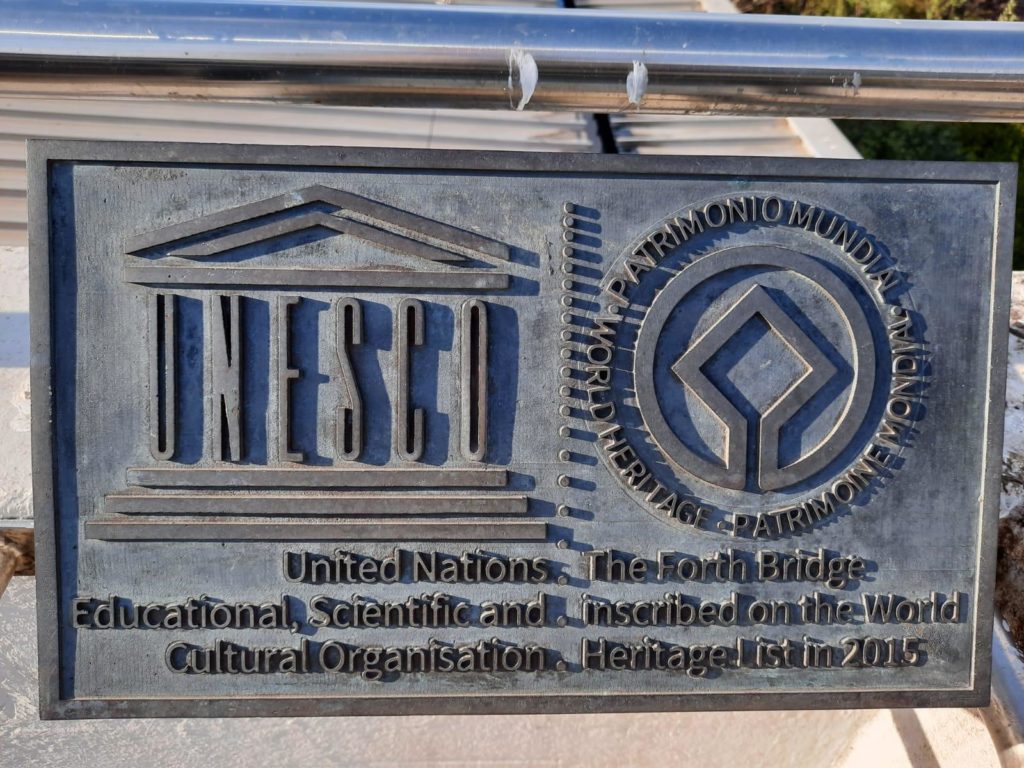 UNESCO
WORLD HERITAGE · PATRIMONIO MUNDIAL · PATRIMOINE MONDIAL ·
United Nations
Educational, Scientific and
Cultural Organisation
The Forth Bridge
inscribed on the World
Heritage List in 2015